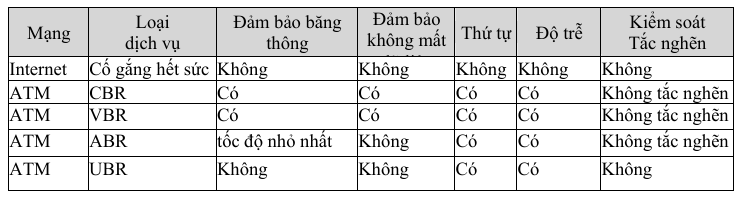 Mạng Loại dịch vụ Đảm bảo băng thông Đảm bảo không mất Thứ tự Độ trễ Kiểm soát Tắc nghẽn
Internet Cố gắng hết sức Không Không Không Không Không
ATM CBR Có Có Có Có Không tắc nghẽn
ATM VBR Có Có Có Có Không tắc nghẽn
ATM ABR tốc độ nhỏ nhất Không Có Có Không tắc nghẽn
ATM UBR Không Không Có Có Không